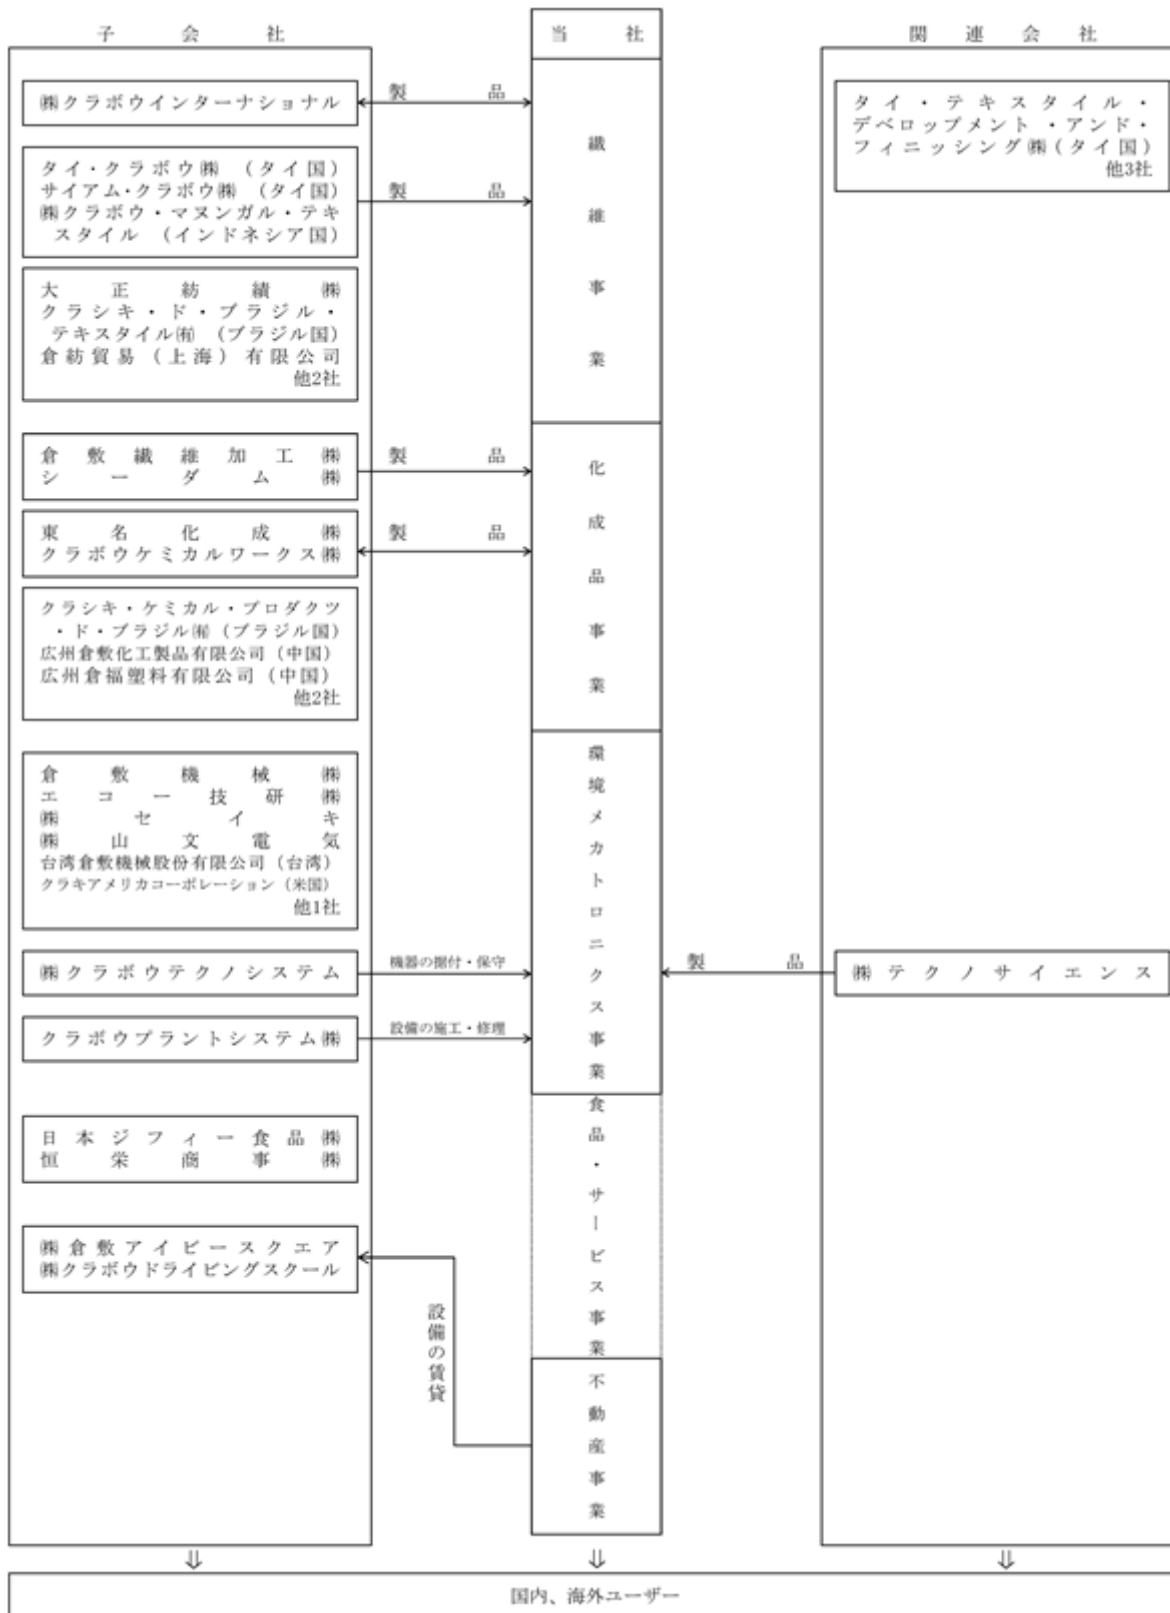 子会社
㈱クラボウインターナショナル
タイ・クラボウ㈱ （タイ国）
サイアム・クラボウ㈱ （タイ国）
㈱クラボウ・マヌンガル・テキ
スタイル （インドネシア国）
大正紡績㈱
クラシキ・ド・ブラジル・
テキスタイル㈲ （ブラジル国）
倉紡貿易（上海）有限公司
他2社
倉敷繊維加工㈱
シーダム㈱
東名化成㈱
クラボウケミカルワークス㈱
クラシキ・ケミカル・プロダクツ
・ド・ブラジル㈲（ブラジル国）
広州倉敷化工製品有限公司（中国）
広州倉福塑料有限公司（中国）
他2社
倉敷機械㈱
エコー技研㈱
㈱セイキ
㈱山文電気
台湾倉敷機械股份有限公司（台湾）
クラキアメリカコーポレーション（米国）
他1社
㈱クラボウテクノシステム
クラボウプラントシステム㈱
日本ジフィー食品㈱
恒栄商事㈱
㈱倉敷アイビースクエア
㈱クラボウドライビングスクール
製品
製品
製品
製品
機器の据付・保守
設備の施工・修理
設備の賃貸
当社
繊維事業
化成品事業
環境メカトロニクス事業
食品・サービス事業
不動産事業
製品
関連会社
タイ・テキスタイル・
デベロップメント・アンド・
フィニッシング㈱（タイ国）
他3社
㈱テクノサイエンス
⇓
⇓
⇓
国内、海外ユーザー